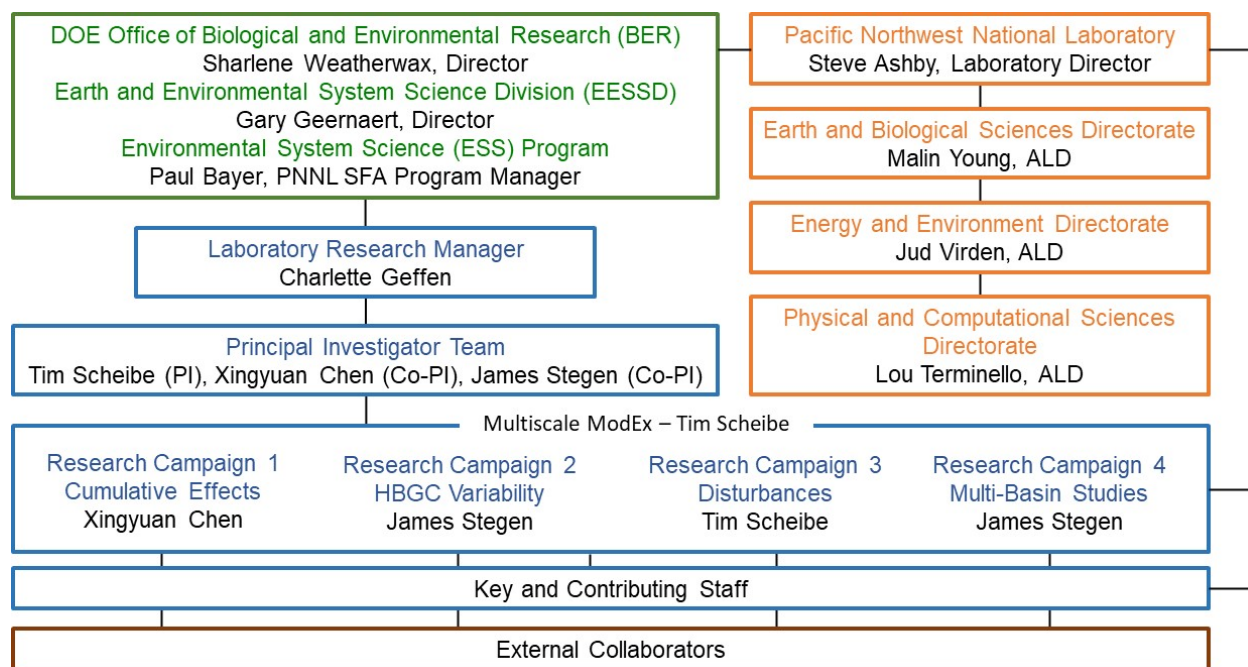 DOE Office of Biological and Environmental Research (BER)
Sharlene Weatherwax, Director
Earth and Environmental System Science Division (EESSD)
Gary Geernaert, Director
Environmental System Science (ESS) Program
Paul Bayer, PNNL SFA Program Manager
Pacific Northwest National Laboratory
Steve Ashby, Laboratory Director
Earth and Biological Sciences Directorate
Malin Young, ALD
Energy and Environment Directorate
Jud Virden, ALD
Physical and Computational Sciences
Directorate
Lou Terminello, ALD
Laboratory Research Manager
Charlette Geffen
Principal Investigator Team
Tim Scheibe (PI), Xingyuan Chen (Co-PI), James Stegen (Co-PI)
Multiscale ModEx – Tim Scheibe
Research Campaign 1
Cumulative Effects
Xingyuan Chen
Research Campaign 2
HBGC Variability
James Stegen
Research Campaign 3
Disturbances
Tim Scheibe
Research Campaign 4
Multi-Basin Studies
James Stegen
Key and Contributing Staff
External Collaborators